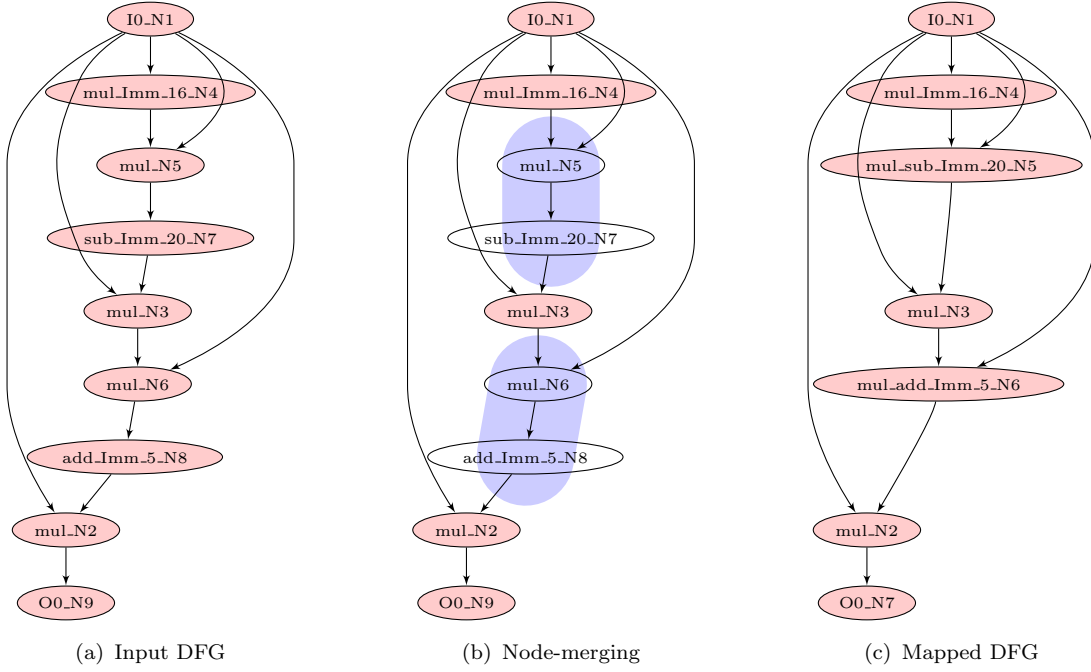 I0_N1
mul_Imm_16_N4
mul_N5
sub_Imm_20_N7
mul_N3
mul_N6
add_Imm_5_N8
mul_N2
O0_N9
(a) Input DFG
I0_N1
mul_Imm_16_N4
mul_N5
sub_Imm_20_N7
mul_N3
mul_N6
add_Imm_5_N8
mul_N2
O0_N9
(b) Node-merging
I0_N1
mul_Imm_16_N4
mul_sub_Imm_20_N5
mul_N3
mul_add_Imm_5_N6
mul_N2
O0_N7
(c) Mapped DFG